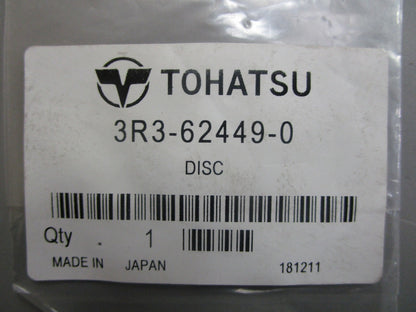 TOHATSU
3R3-62449-0
DISC
Qty . 1
MADE IN JAPAN 181211